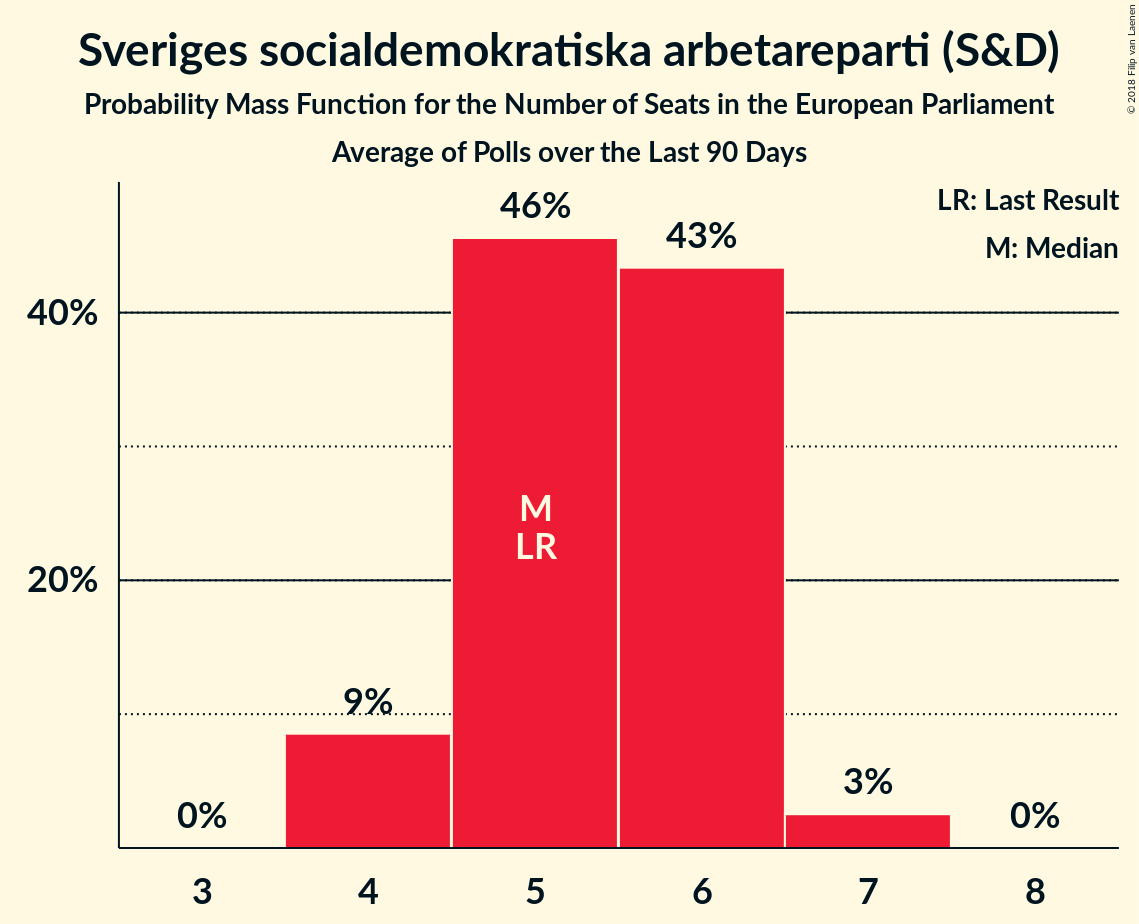 Sveriges socialdemokratiska arbetareparti (S&D)
Probability Mass Function for the Number of Seats in the European Parliament
Average of Polls over the Last 90 Days
© 2018 Filip van Laenen
LR: Last Result
M: Median
46%
43%
40%
M
LR
20%
9%
3%
0%
0%
3 4 5 6 7 8